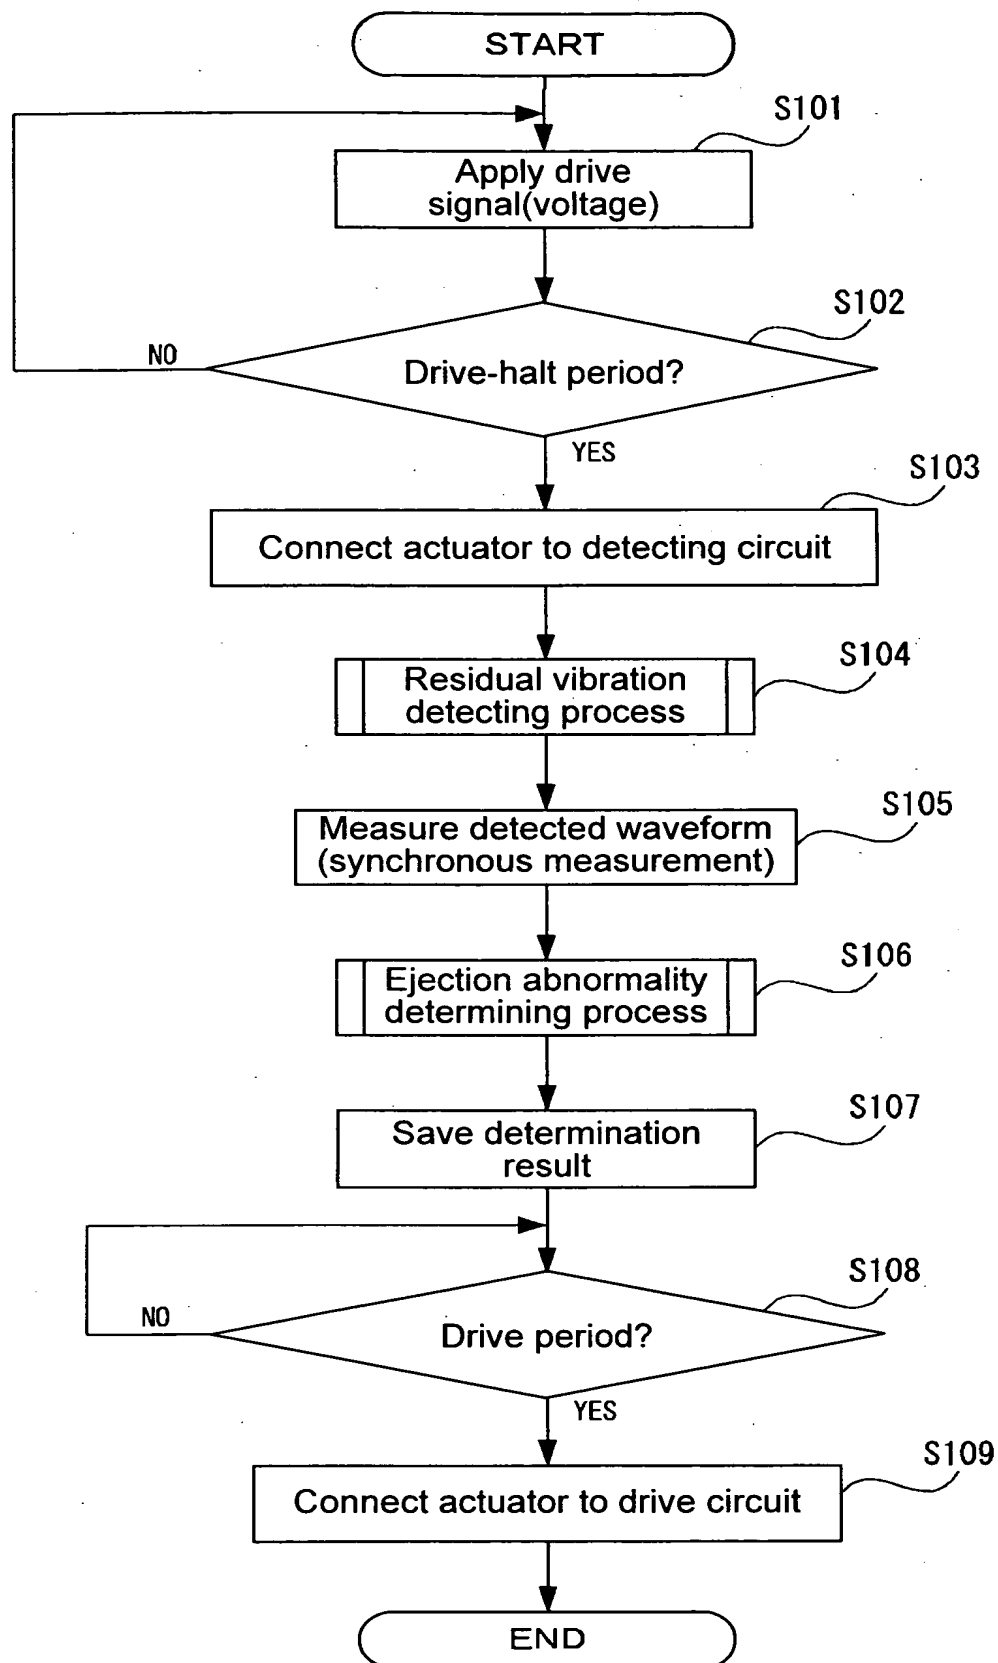 START
S101
Apply drive
signal(voltage)
S102
Drive-halt period?
NO
YES
S103
Connect actuator to detecting circuit
S104
Residual vibration
detecting process
S105
Measure detected waveform
(synchronous measurement)
S106
Ejection abnormality
determining process
S107
Save determination
result
S108
Drive period?
NO
YES
S109
Connect actuator to drive circuit
END